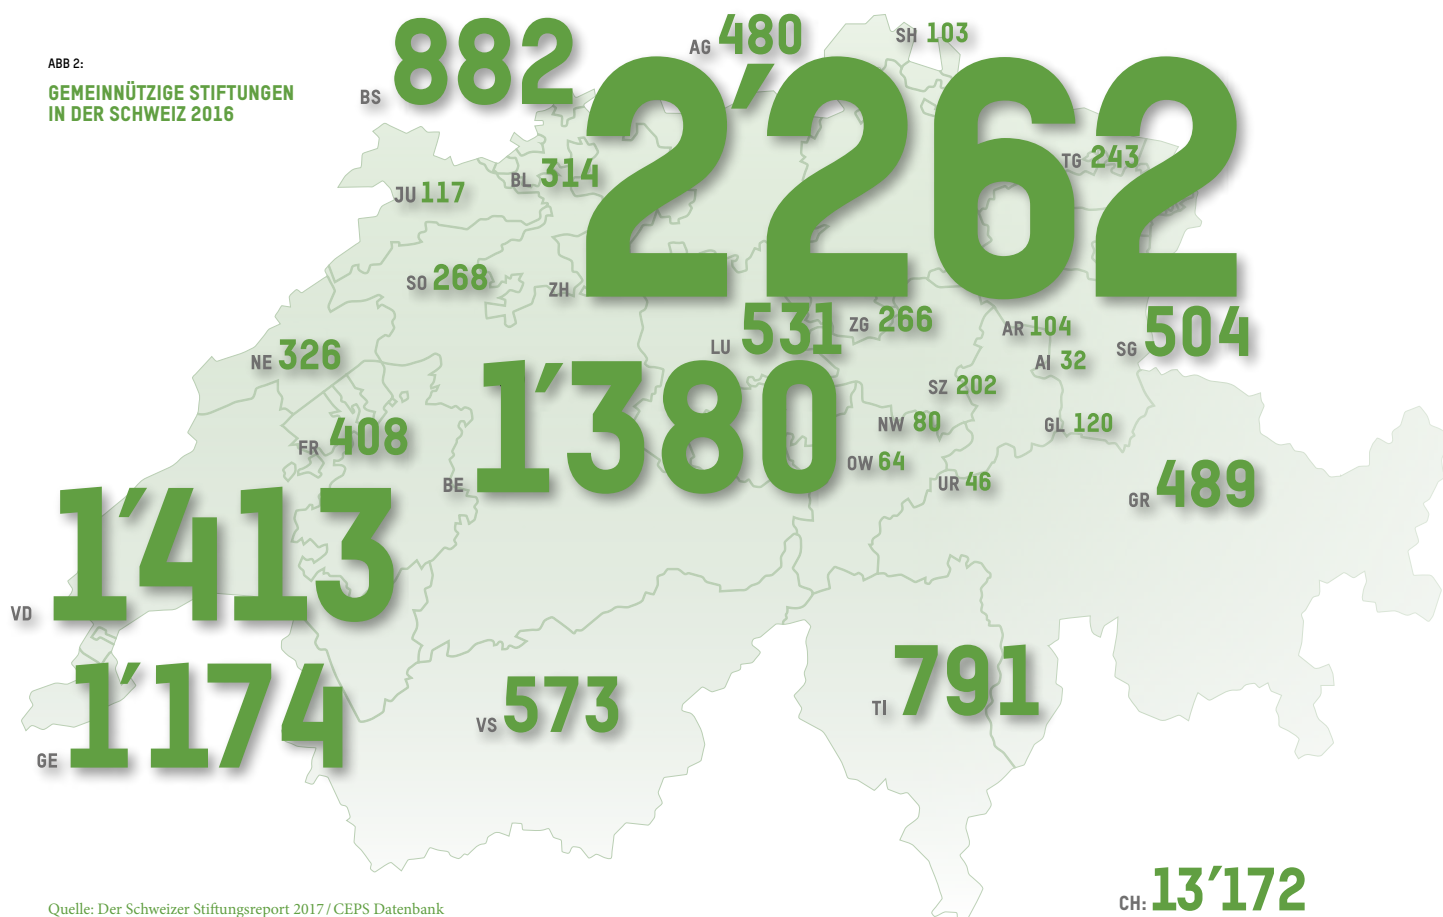 ABB 2:
GEMEINNÜTZIGE STIFTUNGEN
IN DER SCHWEIZ 2016
BS 882
AG 480
SH 103
ZH 2′262
TG 243
BL 314
JU 117
SO 268
LU 531
ZG 266
AR 104
SG 504
NE 326
AI 32
SZ 202
BE 1′380
NW 80
GL 120
FR 408
OW 64
UR 46
GR 489
VD 1′413
GE 1′174
VS 573
TI 791
CH: 13′172
Quelle: Der Schweizer Stiftungsreport 2017 / CEPS Datenbank